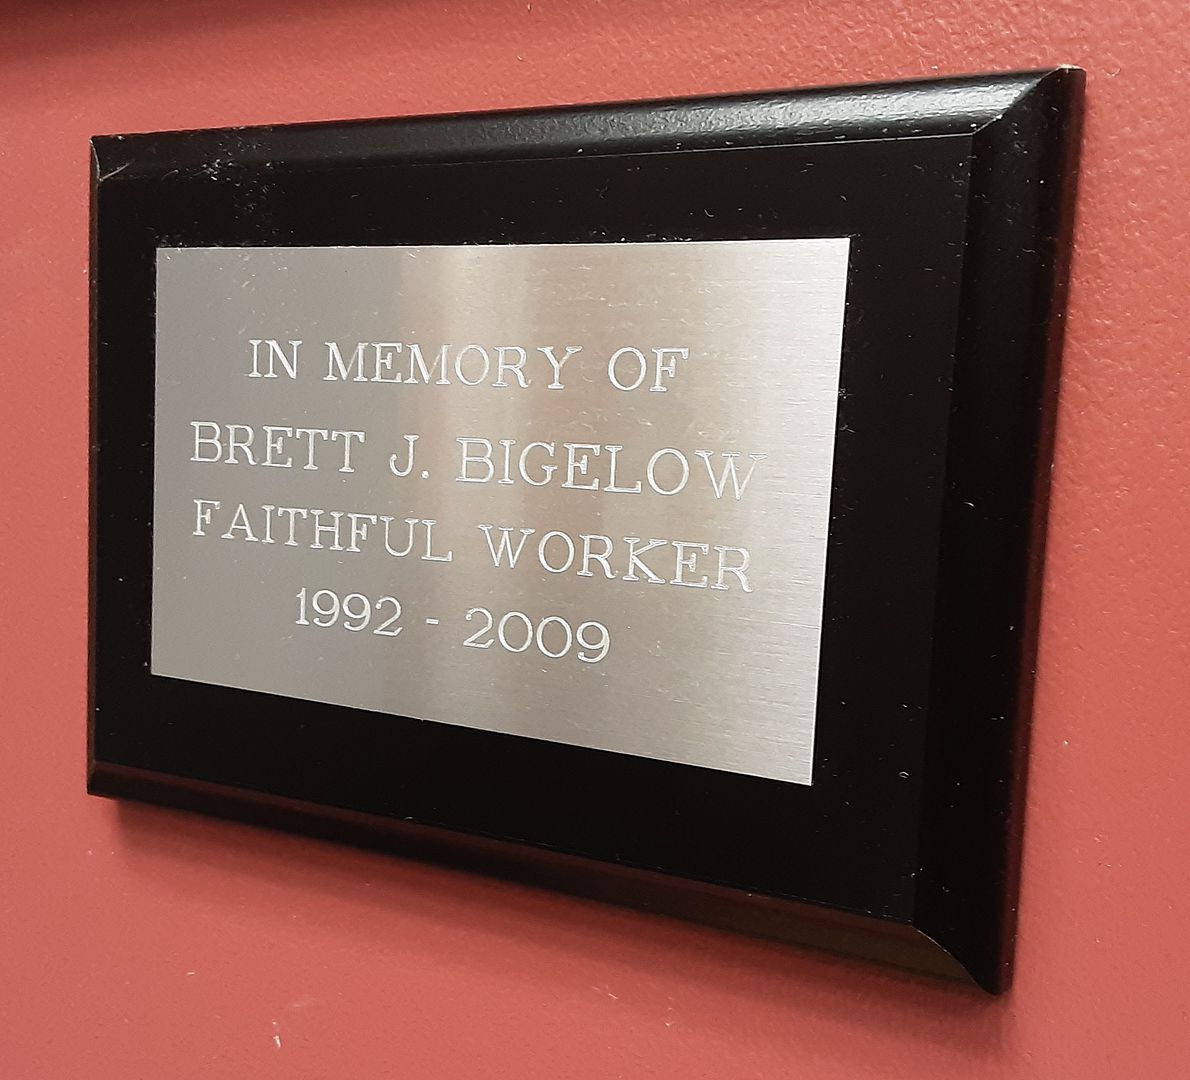 IN MEMORY OF
BRETT J. BIGELOW
FAITHFUL WORKER
1992 - 2009